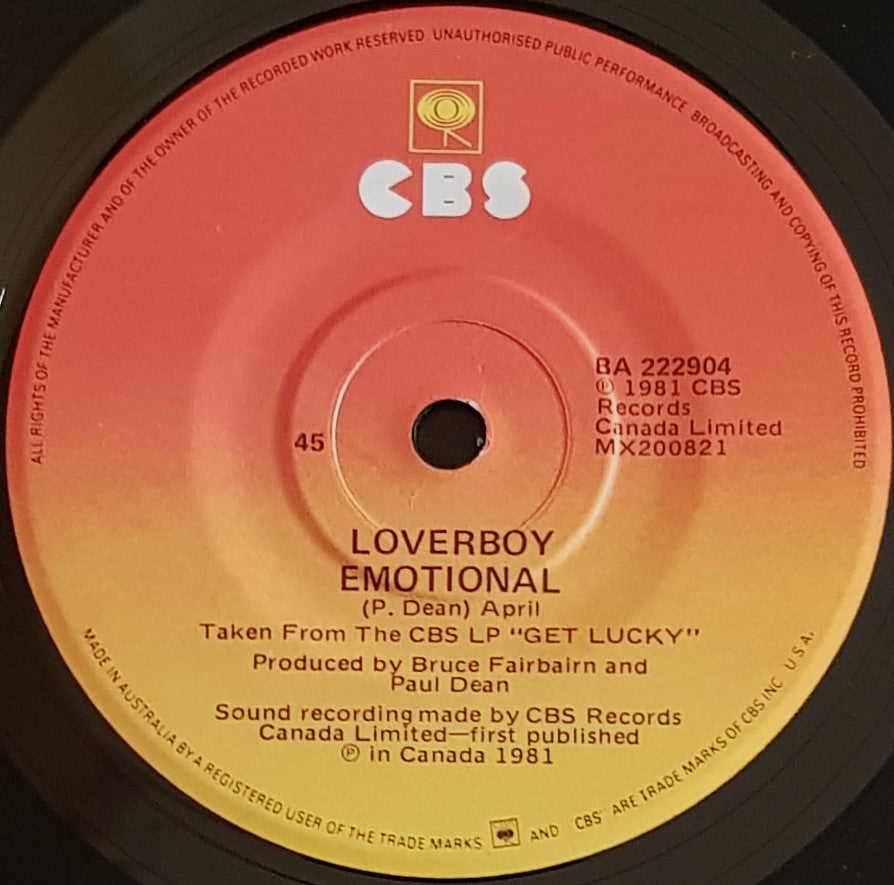 ALL RIGHTS OF THE MANUFACTURER AND OF THE OWNER OF THE RECORDED WORK RESERVED UNAUTHORISED PUBLIC PERFORMANCE BROADCASTING AND COPYING OF THIS RECORD PROHIBITED
CBS
BA 222904
℗ 1981 CBS
Records
Canada Limited
MX200821
45
LOVERBOY
EMOTIONAL
(P. Dean) April
Taken From The CBS LP "GET LUCKY"
Produced by Bruce Fairbairn and
Paul Dean
Sound recording made by CBS Records
Canada Limited—first published
℗ in Canada 1981
MADE IN AUSTRALIA BY A REGISTERED USER OF THE TRADE MARKS AND CBS ARE TRADE MARKS OF CBS INC U.S.A.